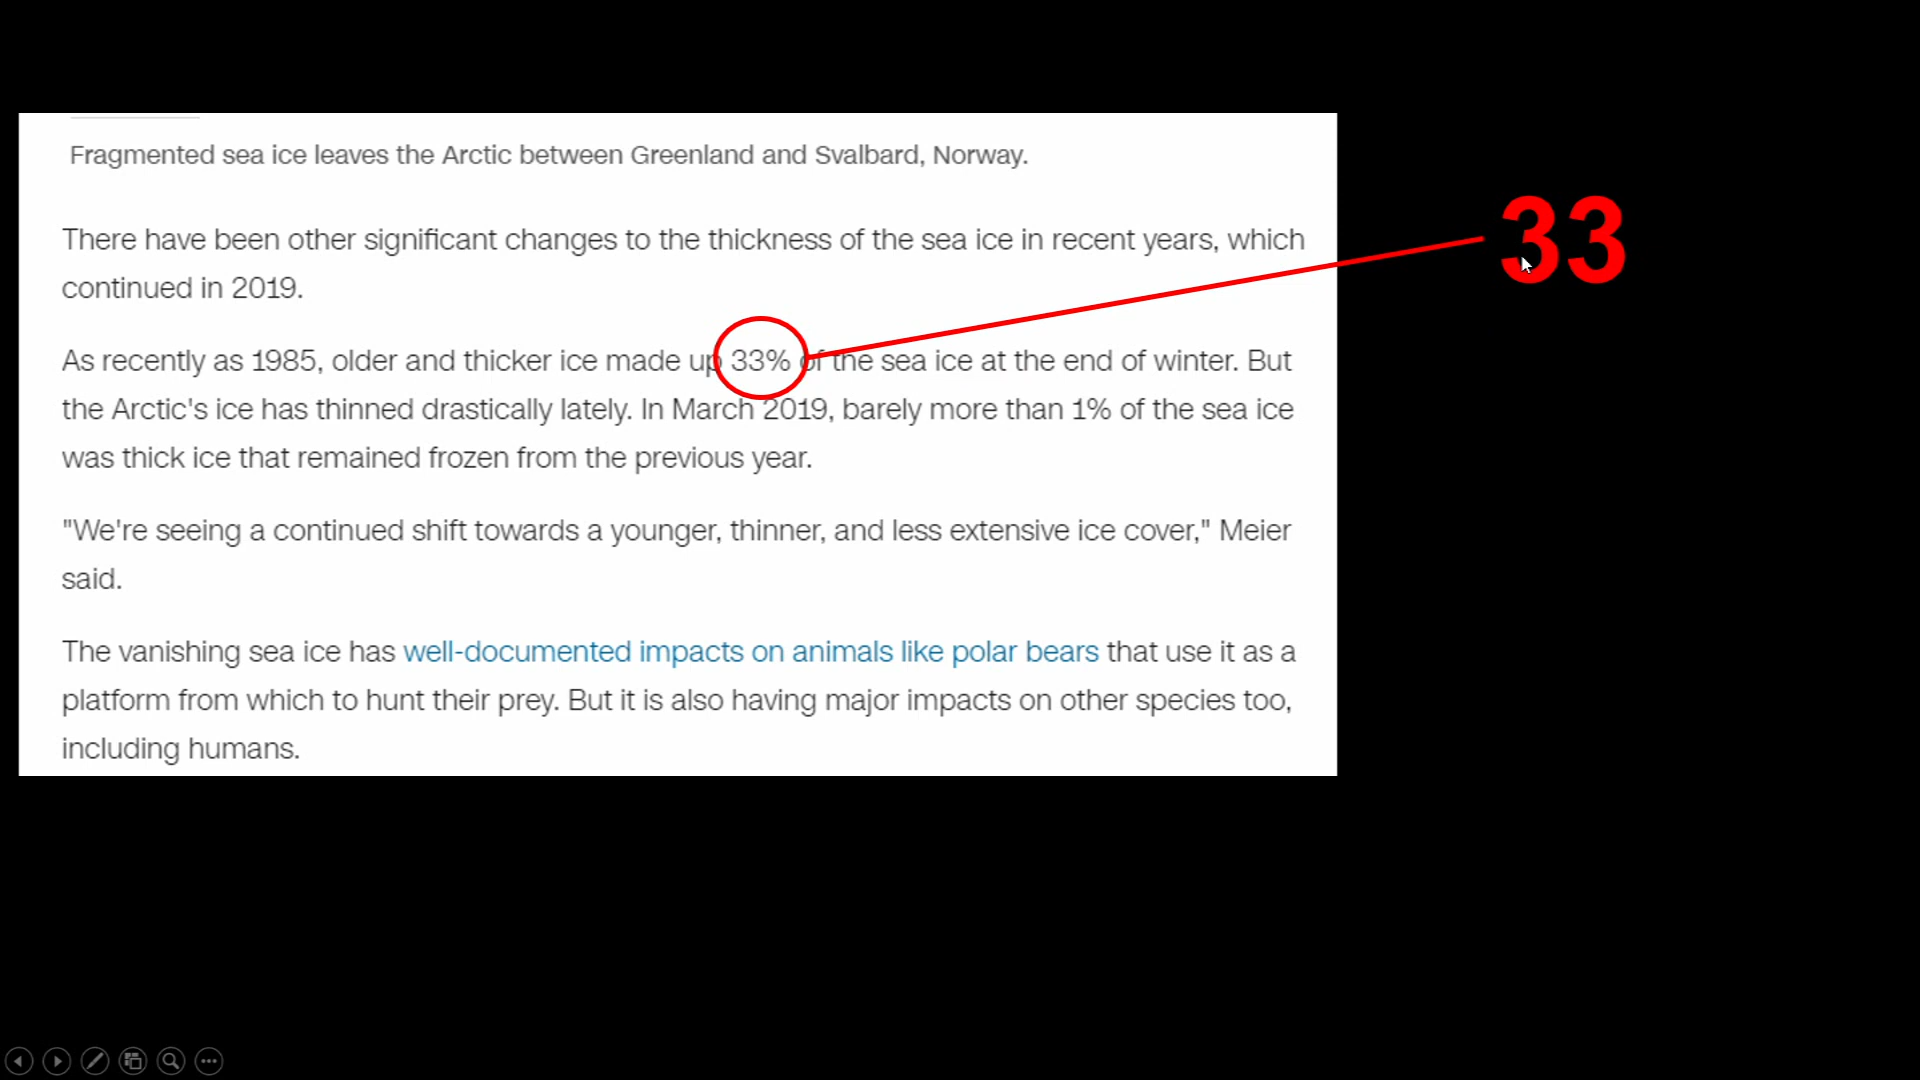 Fragmented sea ice leaves the Arctic between Greenland and Svalbard, Norway.
There have been other significant changes to the thickness of the sea ice in recent years, which
continued in 2019.
33
As recently as 1985, older and thicker ice made up 33% of the sea ice at the end of winter. But
the Arctic's ice has thinned drastically lately. In March 2019, barely more than 1% of the sea ice
was thick ice that remained frozen from the previous year.
"We're seeing a continued shift towards a younger, thinner, and less extensive ice cover," Meier
said.
The vanishing sea ice has well-documented impacts on animals like polar bears that use it as a
platform from which to hunt their prey. But it is also having major impacts on other species too,
including humans.